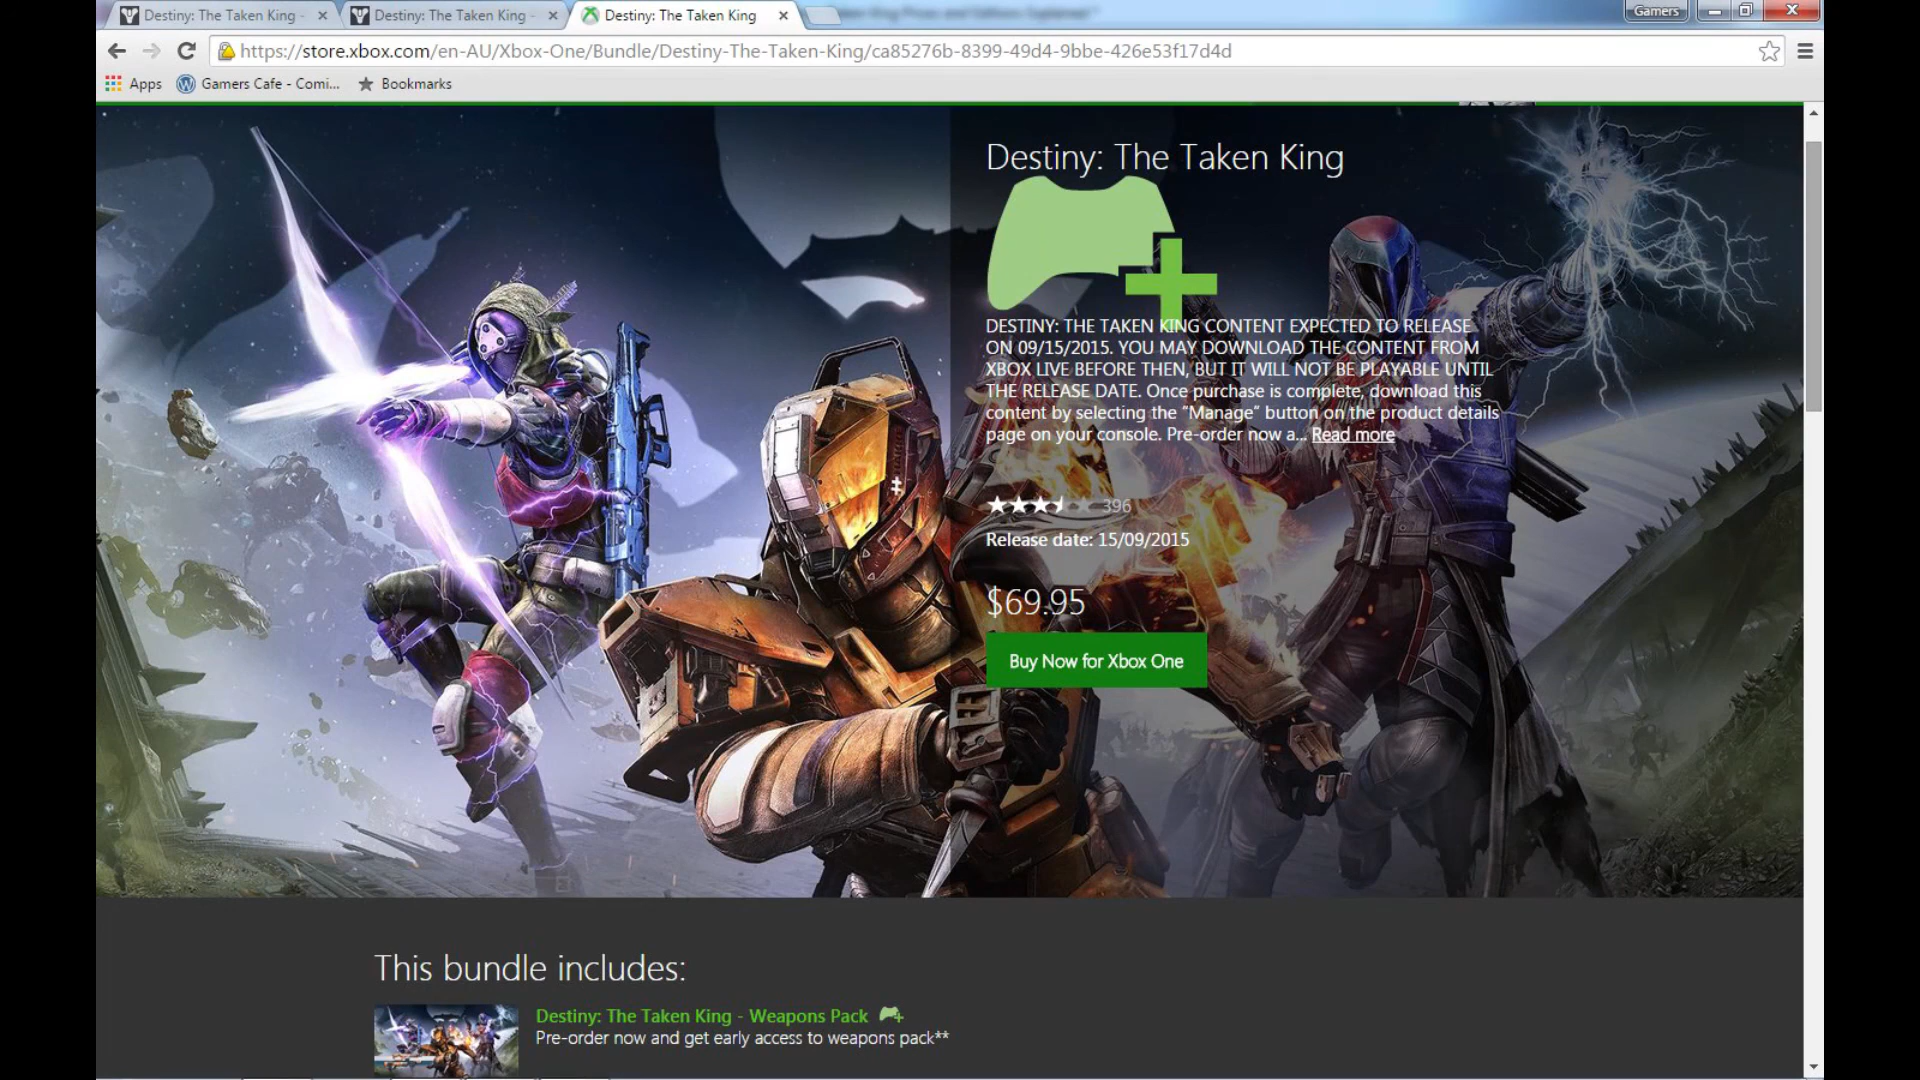 Destiny: The Taken King -
Destiny: The Taken King -
Destiny: The Taken King
Gamers
https://store.xbox.com/en-AU/Xbox-One/Bundle/Destiny-The-Taken-King/ca85276b-8399-49d4-9bbe-426e53f17d4d
Apps
Gamers Cafe - Comi...
Bookmarks
Destiny: The Taken King
DESTINY: THE TAKEN KING CONTENT EXPECTED TO RELEASE
ON 09/15/2015. YOU MAY DOWNLOAD THE CONTENT FROM
XBOX LIVE BEFORE THEN, BUT IT WILL NOT BE PLAYABLE UNTIL
THE RELEASE DATE. Once purchase is complete, download this
content by selecting the “Manage” button on the product details
page on your console. Pre-order now a... Read more
396
Release date: 15/09/2015
$69.95
Buy Now for Xbox One
This bundle includes:
Destiny: The Taken King - Weapons Pack
Pre-order now and get early access to weapons pack**